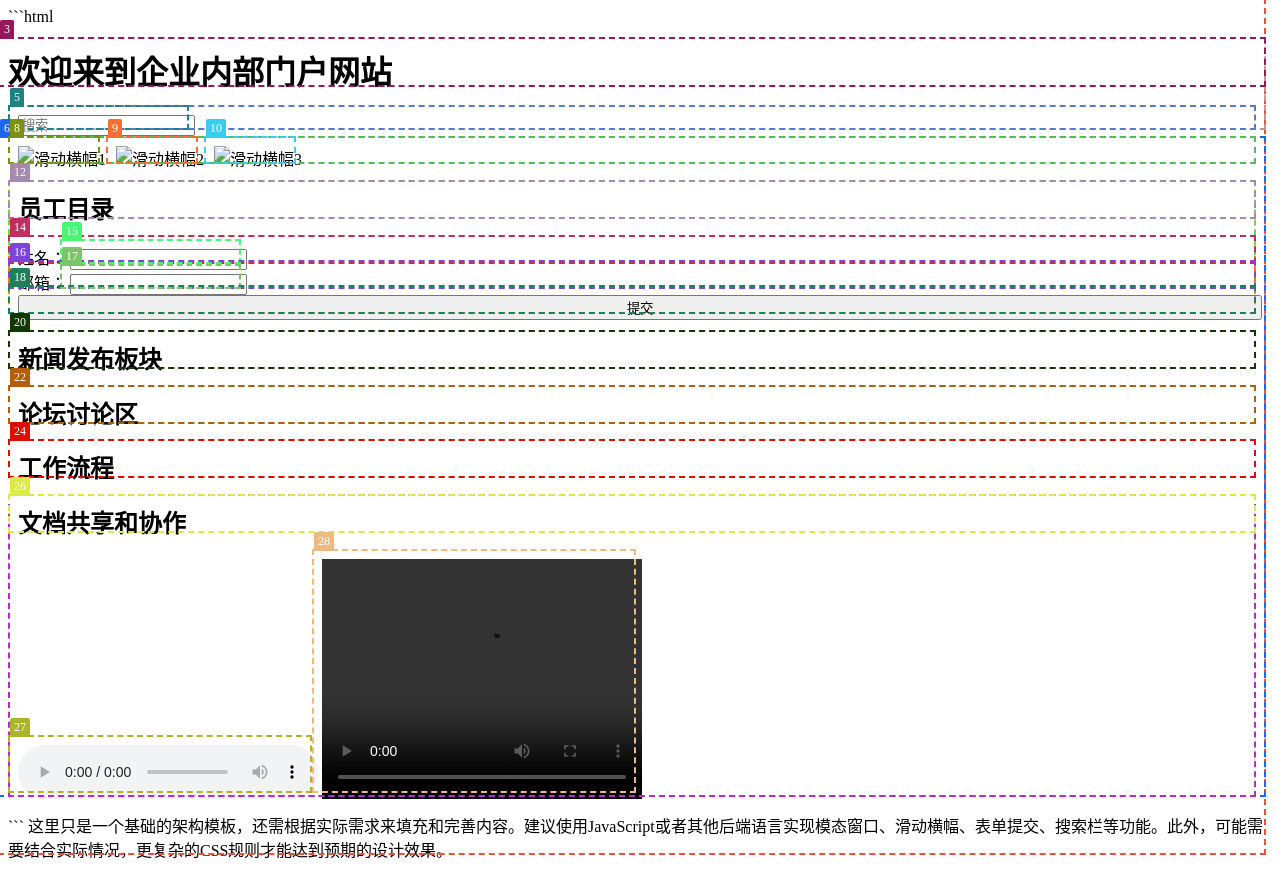 ```html
3
欢迎来到企业内部门户网站
5
搜索
6 8 9 10
滑动横幅1 滑动横幅2 滑动横幅3
12
员工目录
14 15
16 17
姓名：
18
邮箱：
提交
20
新闻发布板块
22
论坛讨论区
24
工作流程
26
文档共享和协作
28
0:00
27
0:00 / 0:00
``` 这里只是一个基础的架构模板，还需根据实际需求来填充和完善内容。建议使用JavaScript或者其他后端语言实现模态窗口、滑动横幅、表单提交、搜索栏等功能。此外，可能需
要结合实际情况，更复杂的CSS规则才能达到预期的设计效果。